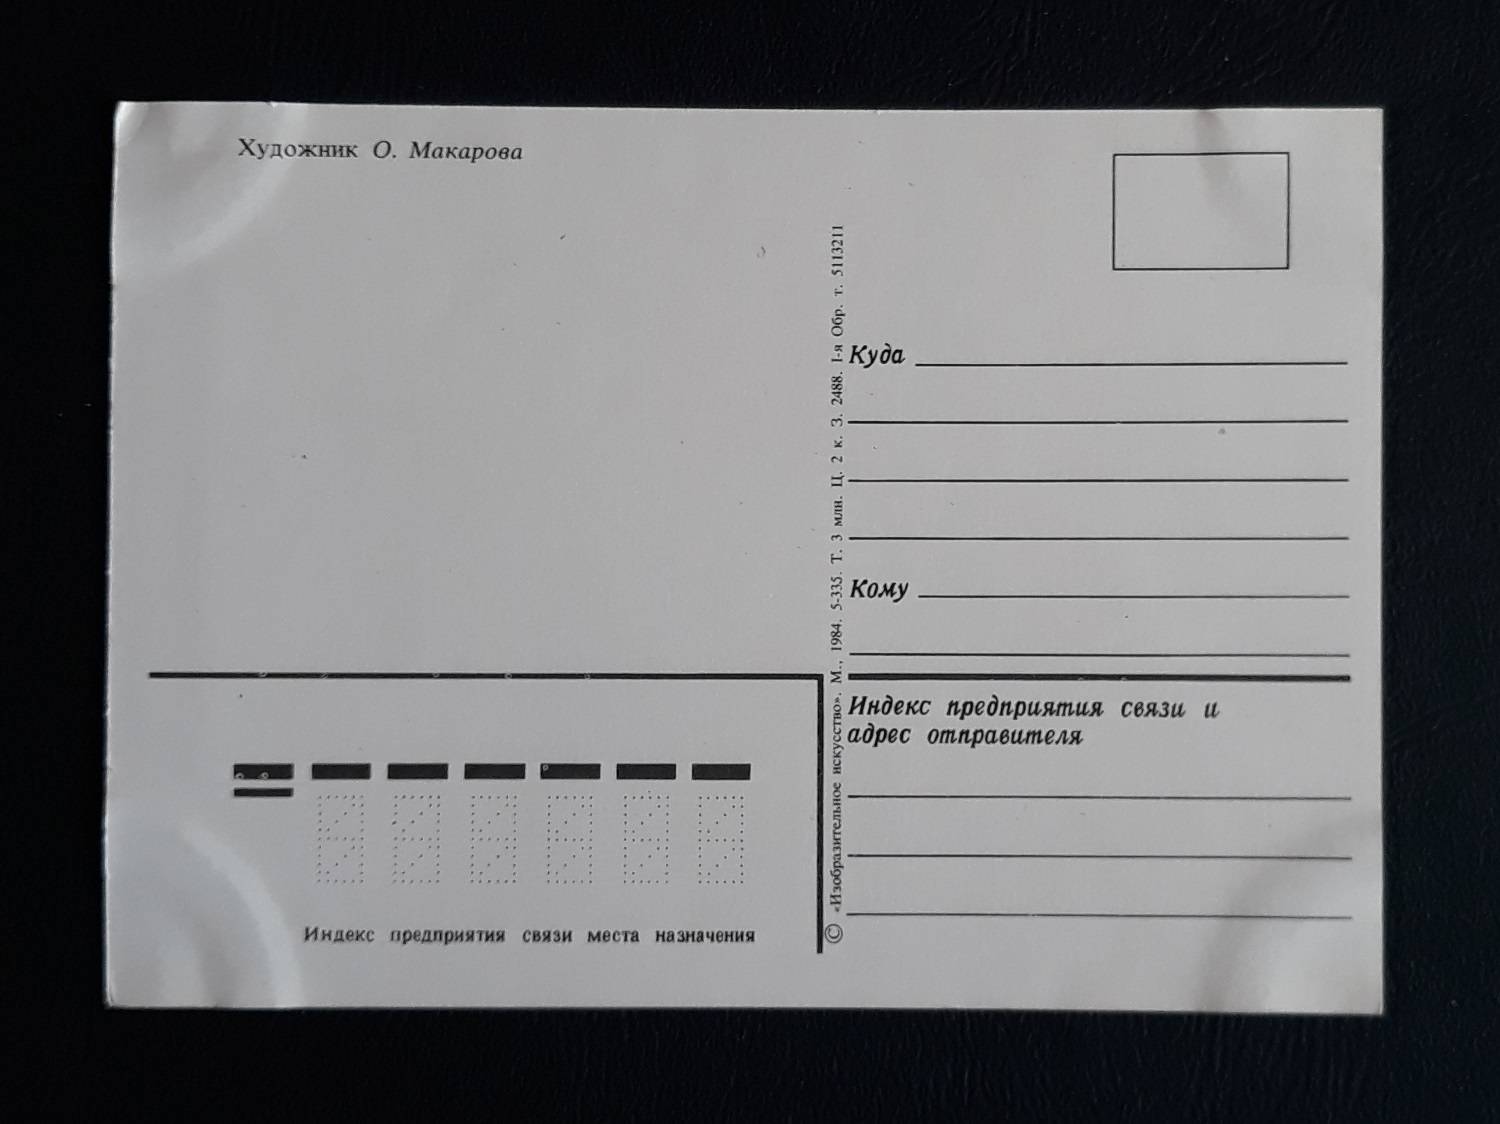 Художник О. Макарова
© «Изобразительное искусство». М., 1984. 5-335. Т. 3 млн. Ц. 2 к. З. 2488. 1-я Обр. т. 5113211
Куда
Кому
Индекс предприятия связи и
адрес отправителя
Индекс предприятия связи места назначения